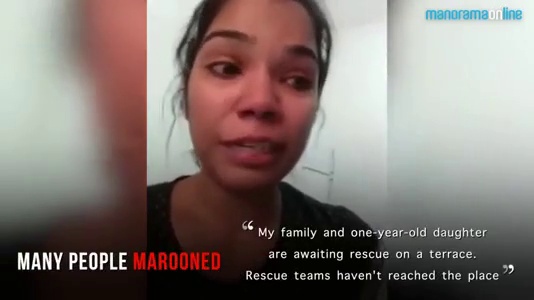 manoramaonline
“ My family and one-year-old daughter
are awaiting rescue on a terrace.
Rescue teams haven't reached the place ”
MANY PEOPLE MAROONED